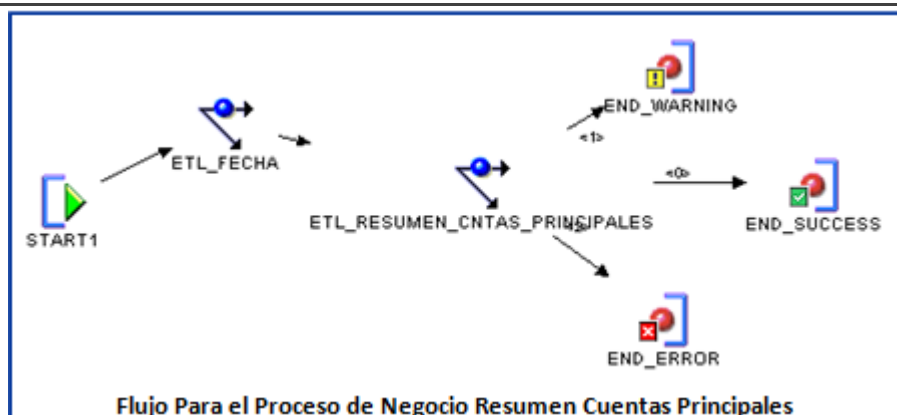 END_WARNING
<1>
ETL_FECHA
<0>
ETL_RESUMEN_CNTAS_PRINCIPALES
START1
END_SUCCESS
END_ERROR
Flujo Para el Proceso de Negocio Resumen Cuentas Principales